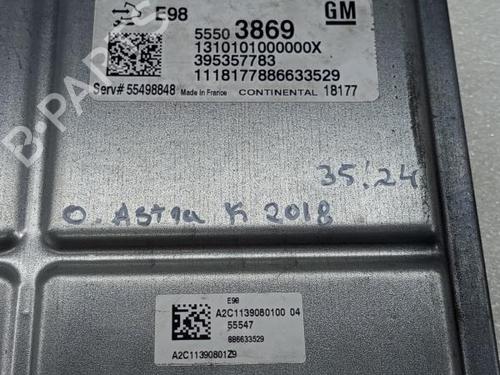 E98 GM
5550 3869
1310101000000X
395357783
1118177886633529
Serv# 55498848 Made in France CONTINENTAL 18177
35!24
O. Astra K 2018
E98
A2C1139080100 04
55547
886633529
A2C11390801Z9
B-PARTS